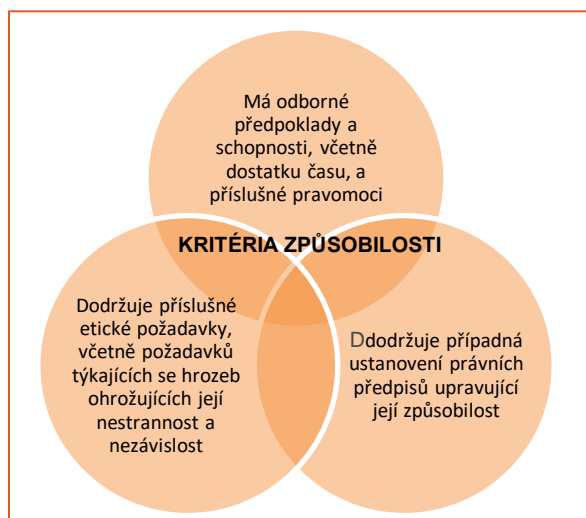 Má odborné
předpoklady a
schopnosti, včetně
dostatku času, a
příslušné pravomoci
KRITÉRIA ZPŮSOBILOSTI
Dodržuje příslušné
etické požadavky,
včetně požadavků
týkajících se hrozeb
ohrožujících její
nestrannost a
nezávislost
Ddodržuje případná
ustanovení právních
předpisů upravující
její způsobilost